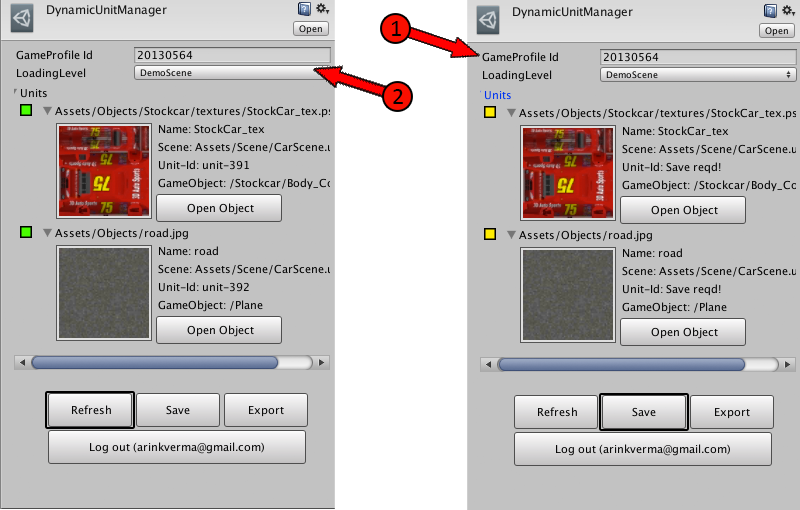 DynamicUnitManager
Open
GameProfile Id 20130564
LoadingLevel DemoScene
Units
Assets/Objects/Stockcar/textures/StockCar_tex.ps
Name: StockCar_tex
Scene: Assets/Scene/CarScene.u
Unit-Id: unit-391
GameObject: /Stockcar/Body_Co
Open Object
Assets/Objects/road.jpg
Name: road
Scene: Assets/Scene/CarScene.u
Unit-Id: unit-392
GameObject: /Plane
Open Object
Refresh Save Export
Log out (arinkverma@gmail.com)
1
2
DynamicUnitManager
Open
GameProfile Id 20130564
LoadingLevel DemoScene
Units
Assets/Objects/Stockcar/textures/StockCar_tex.ps
Name: StockCar_tex
Scene: Assets/Scene/CarScene.u
Unit-Id: Save reqd!
GameObject: /Stockcar/Body_Co
Open Object
Assets/Objects/road.jpg
Name: road
Scene: Assets/Scene/CarScene.u
Unit-Id: Save reqd!
GameObject: /Plane
Open Object
Refresh Save Export
Log out (arinkverma@gmail.com)
75
75
75
75